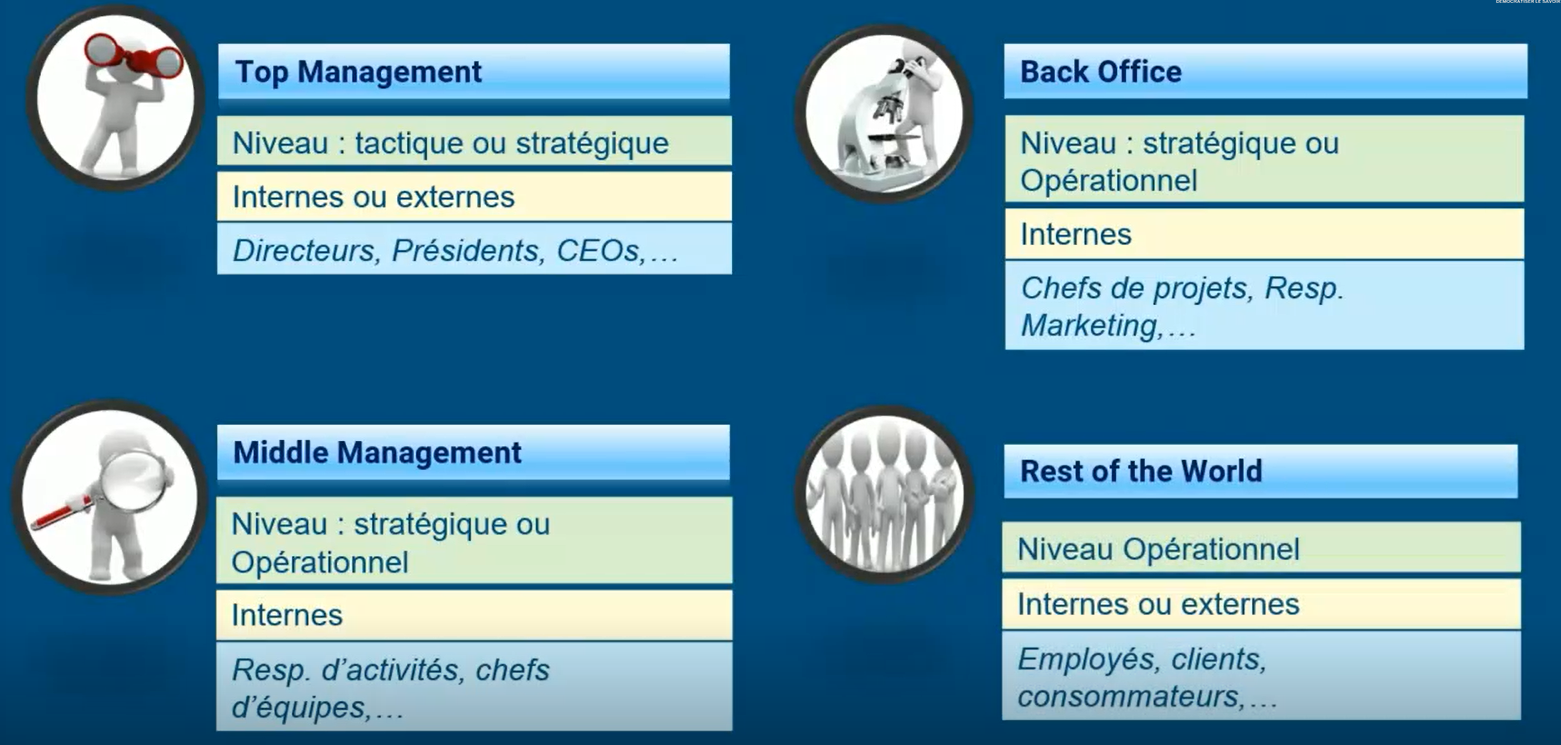 DÉMOCRATISER LE SAVOIR
Top Management
Niveau : tactique ou stratégique
Internes ou externes
Directeurs, Présidents, CEOs,…
Back Office
Niveau : stratégique ou
Opérationnel
Internes
Chefs de projets, Resp.
Marketing,…
Middle Management
Niveau : stratégique ou
Opérationnel
Internes
Resp. d’activités, chefs
d’équipes,…
Rest of the World
Niveau Opérationnel
Internes ou externes
Employés, clients,
consommateurs,…